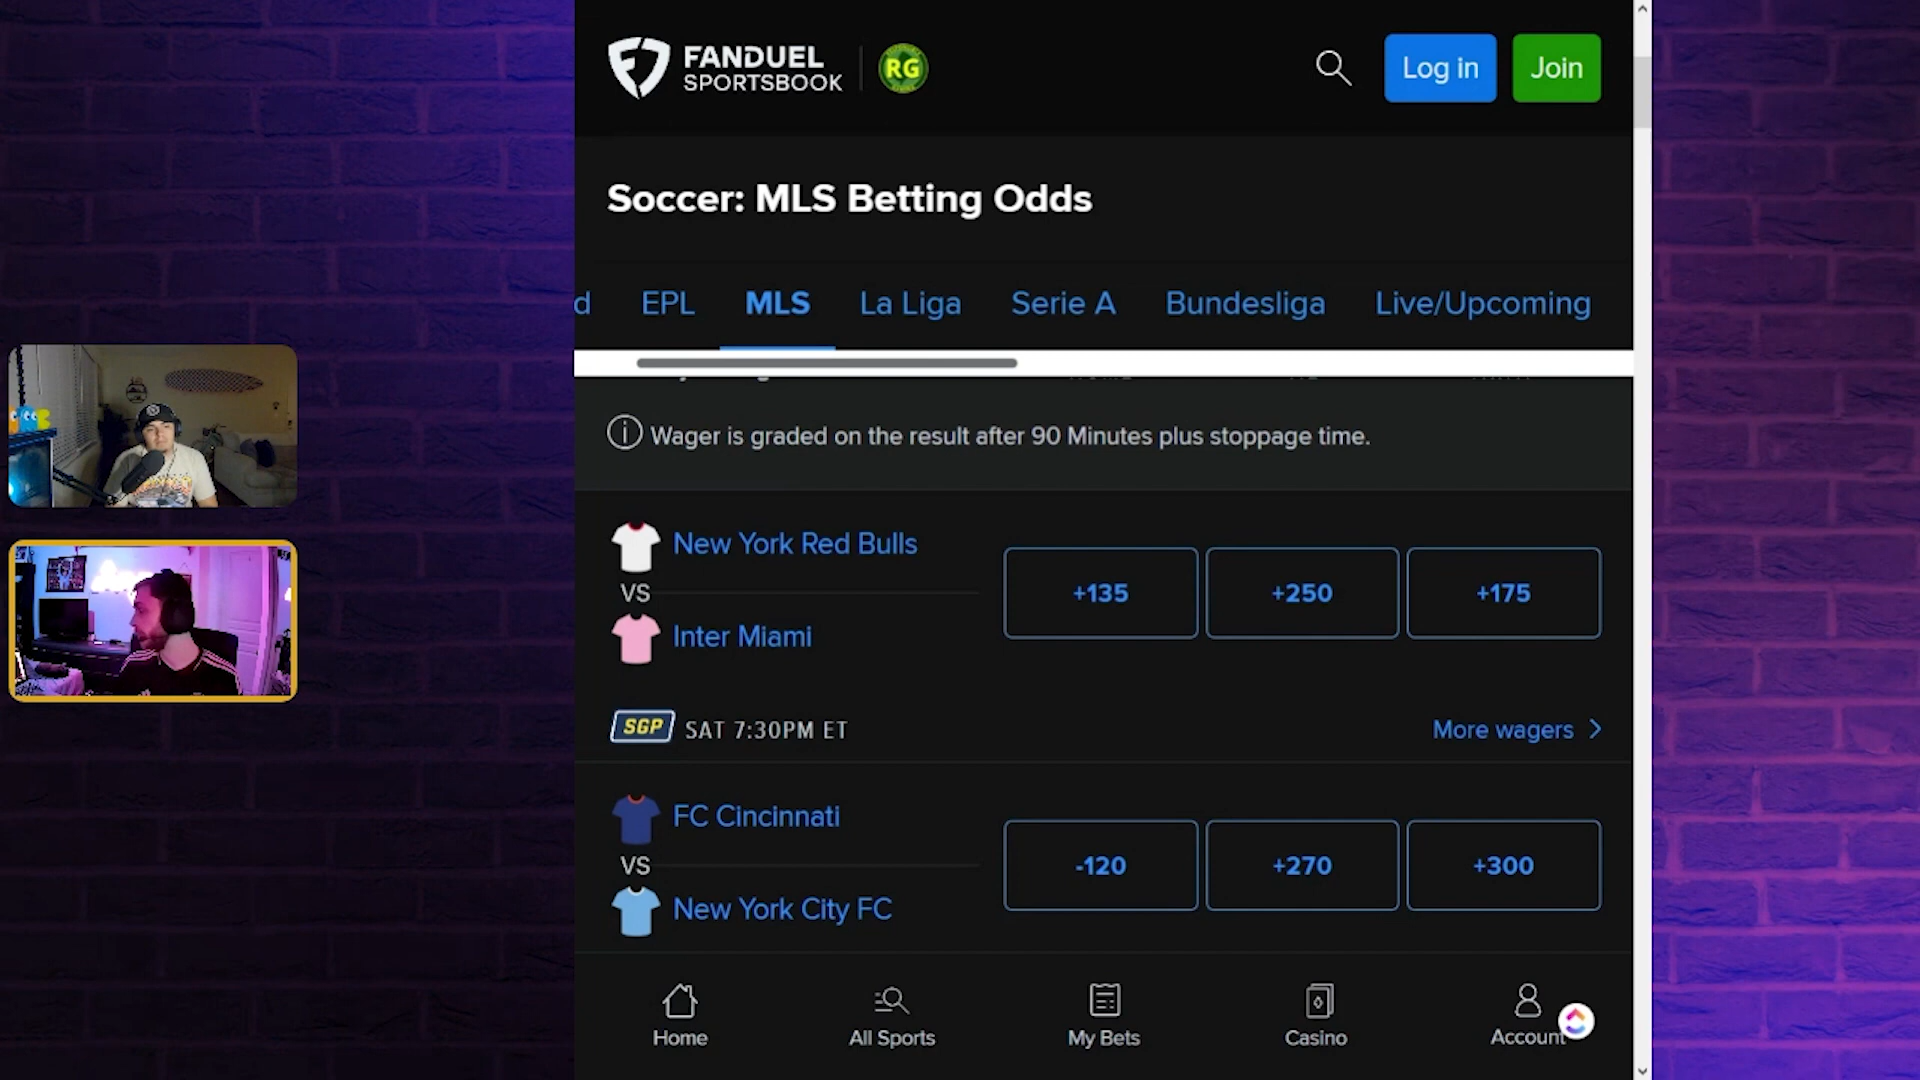 FANDUEL
SPORTSBOOK
RG
Log in
Join
Soccer: MLS Betting Odds
d EPL MLS La Liga Serie A Bundesliga Live/Upcoming
Wager is graded on the result after 90 Minutes plus stoppage time.
New York Red Bulls
VS
Inter Miami
+135 +250 +175
SGP SAT 7:30PM ET
More wagers
FC Cincinnati
VS
New York City FC
-120 +270 +300
Home
All Sports
My Bets
Casino
Account